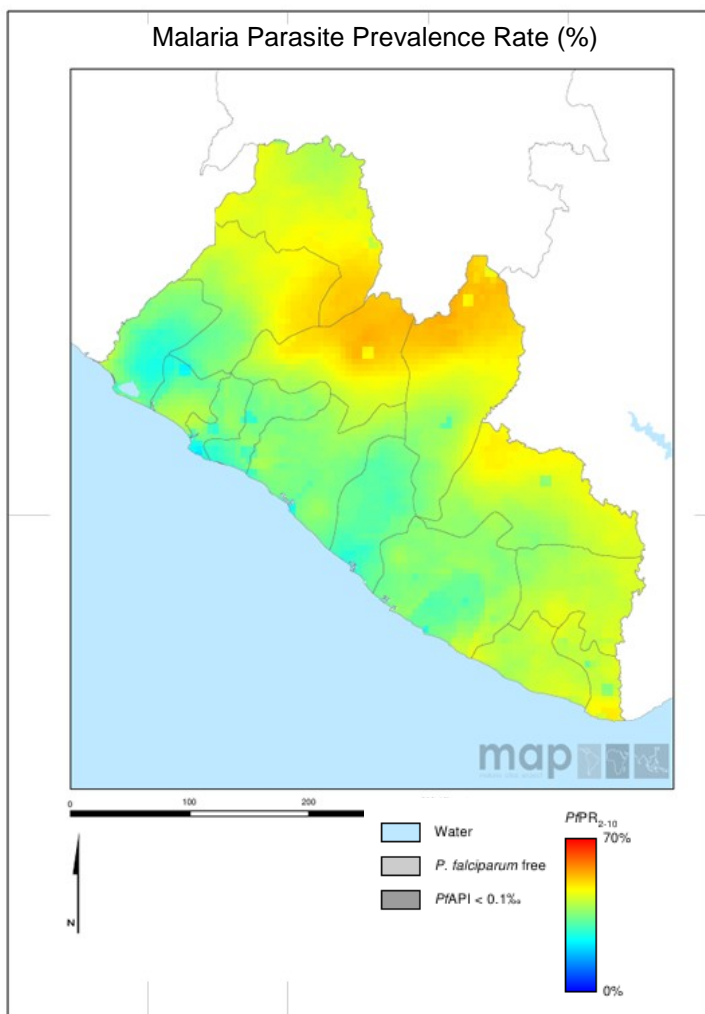 Malaria Parasite Prevalence Rate (%)
map
0 100 200
Water
P. falciparum free
PfAPI < 0.1‰
PfPR2-10
70%
0%
N